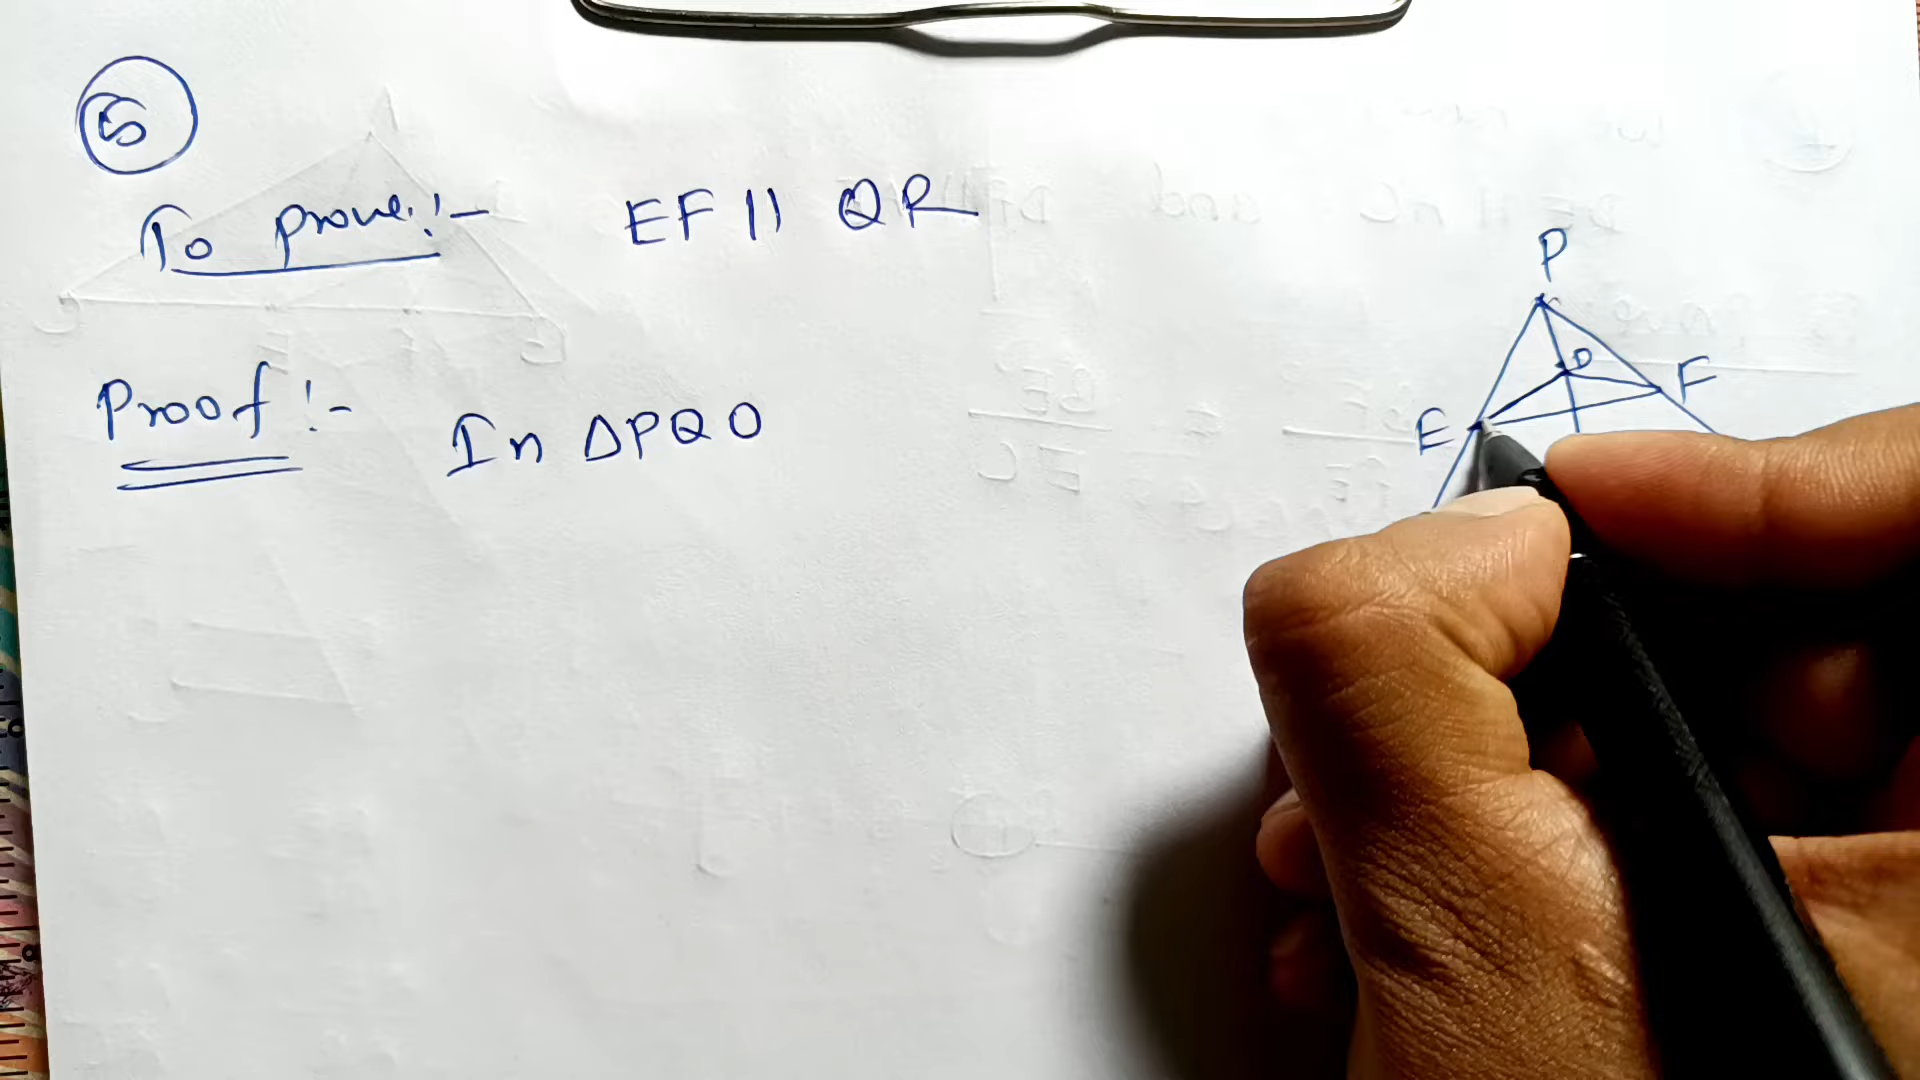 5
To prove:- EF || QR
P
D
F
E
Proof:- In ΔPQO